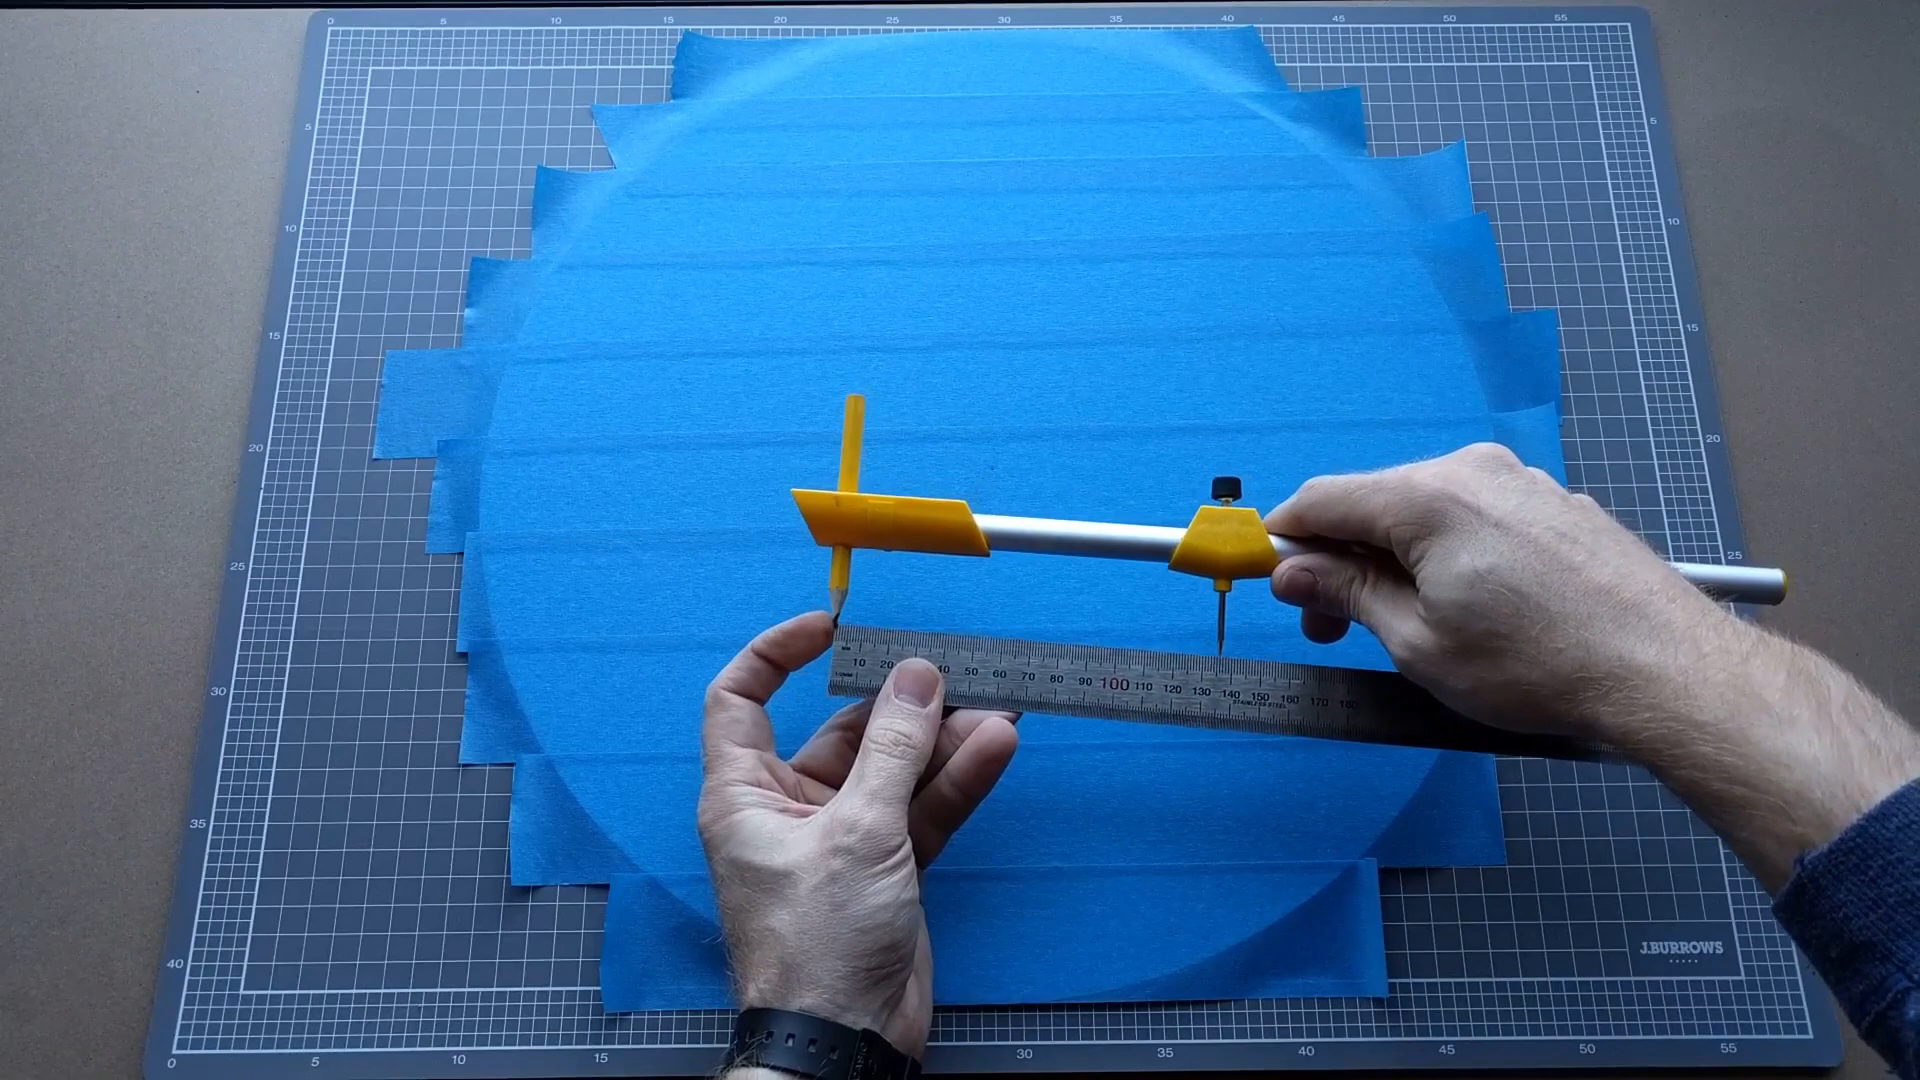 0 5 10 15 20 25 30 35 40 45 50 55
5 5
10 10
15 15
20 20
25 25
30
35
40
10 20 40 50 60 70 80 90 100 110 120 130 140 150 160 170 180
STAINLESS STEEL
J.BURROWS
0 5 10 15 30 35 40 45 50 55